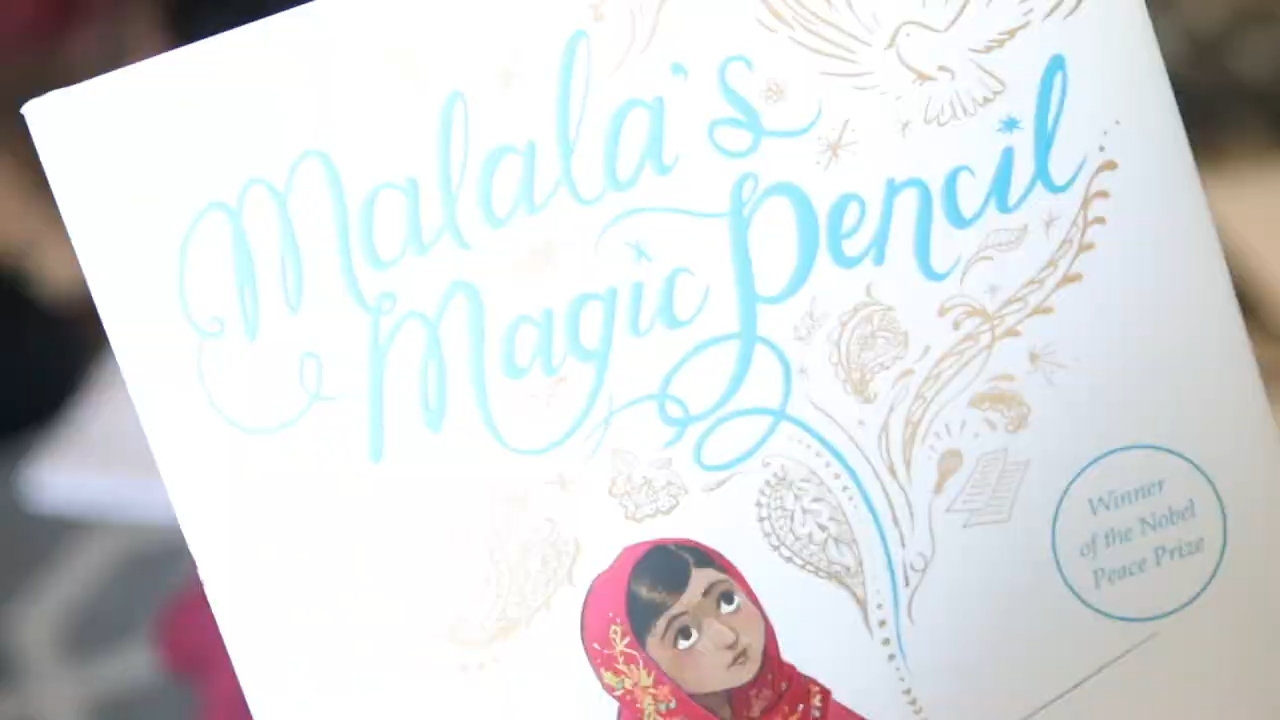 Malala's
Magic Pencil
Winner
of the Nobel
Peace Prize